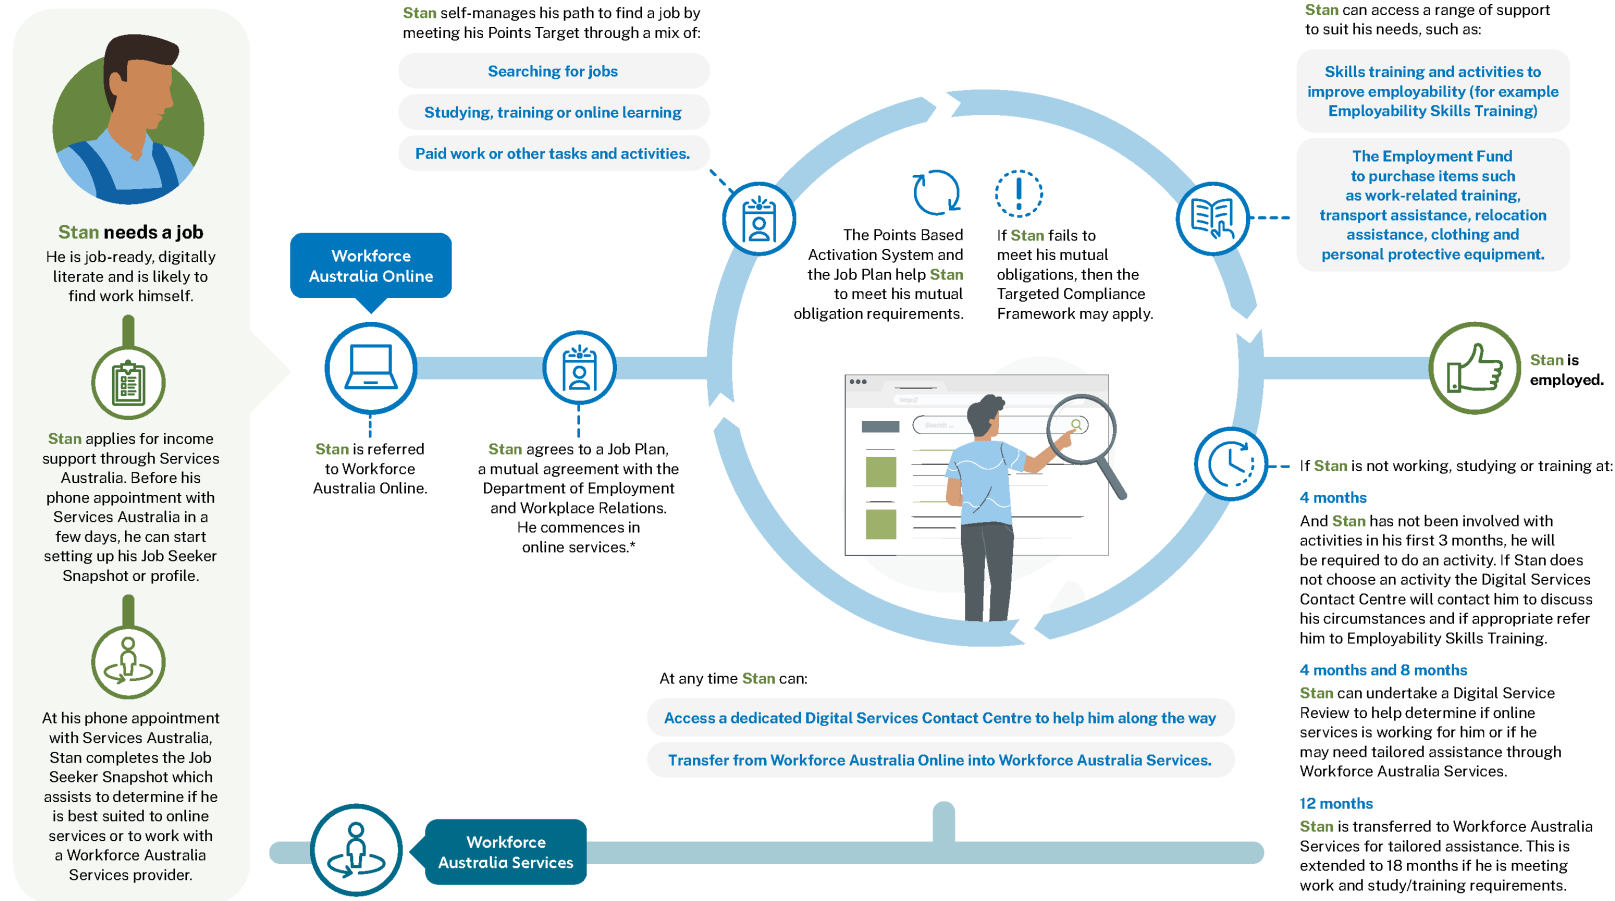 Stan needs a job
He is job-ready, digitally
literate and is likely to
find work himself.
Stan applies for income
support through Services
Australia. Before his
phone appointment with
Services Australia in a
few days, he can start
setting up his Job Seeker
Snapshot or profile.
At his phone appointment
with Services Australia,
Stan completes the Job
Seeker Snapshot which
assists to determine if he
is best suited to online
services or to work with
a Workforce Australia
Services provider.
Workforce
Australia Online
Stan is referred
to Workforce
Australia Online.
Stan agrees to a Job Plan,
a mutual agreement with the
Department of Employment
and Workplace Relations.
He commences in
online services.*
Stan self-manages his path to find a job by
meeting his Points Target through a mix of:
Searching for jobs
Studying, training or online learning
Paid work or other tasks and activities.
The Points Based
Activation System and
the Job Plan help Stan
to meet his mutual
obligation requirements.
If Stan fails to
meet his mutual
obligations, then the
Targeted Compliance
Framework may apply.
Search ...
Stan can access a range of support
to suit his needs, such as:
Skills training and activities to
improve employability (for example
Employability Skills Training)
The Employment Fund
to purchase items such
as work-related training,
transport assistance, relocation
assistance, clothing and
personal protective equipment.
Stan is
employed.
If Stan is not working, studying or training at:
4 months
And Stan has not been involved with
activities in his first 3 months, he will
be required to do an activity. If Stan does
not choose an activity the Digital Services
Contact Centre will contact him to discuss
his circumstances and if appropriate refer
him to Employability Skills Training.
4 months and 8 months
Stan can undertake a Digital Service
Review to help determine if online
services is working for him or if he
may need tailored assistance through
Workforce Australia Services.
12 months
Stan is transferred to Workforce Australia
Services for tailored assistance. This is
extended to 18 months if he is meeting
work and study/training requirements.
At any time Stan can:
Access a dedicated Digital Services Contact Centre to help him along the way
Transfer from Workforce Australia Online into Workforce Australia Services.
Workforce
Australia Services